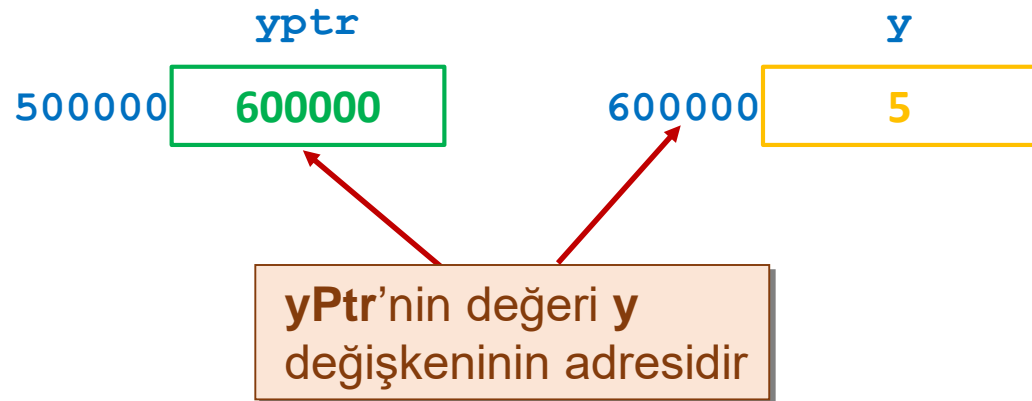 yptr y
500000 600000 600000 5
yPtr’nin değeri y
değişkeninin adresidir